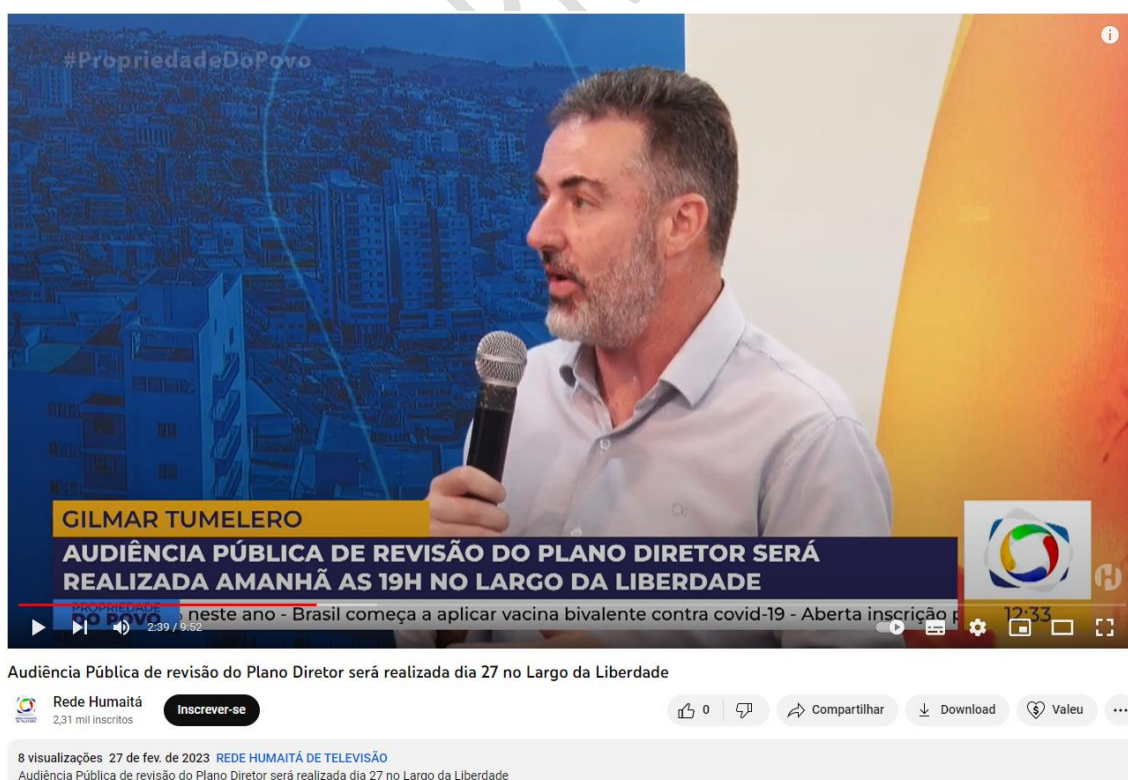 #PropriedadeDoPovo
GILMAR TUMELERO
AUDIÊNCIA PÚBLICA DE REVISÃO DO PLANO DIRETOR SERÁ
REALIZADA AMANHÃ AS 19H NO LARGO DA LIBERDADE
PROPRIEDADE
DO POVO
neste ano - Brasil começa a aplicar vacina bivalente contra covid-19 - Aberta inscrição
12:33
2:39 / 9:52
Audiência Pública de revisão do Plano Diretor será realizada dia 27 no Largo da Liberdade
Rede Humaitá
2,31 mil inscritos
Inscrever-se
0
Compartilhar
Download
Valeu
8 visualizações 27 de fev. de 2023 REDE HUMAITÁ DE TELEVISÃO
Audiência Pública de revisão do Plano Diretor será realizada dia 27 no Largo da Liberdade